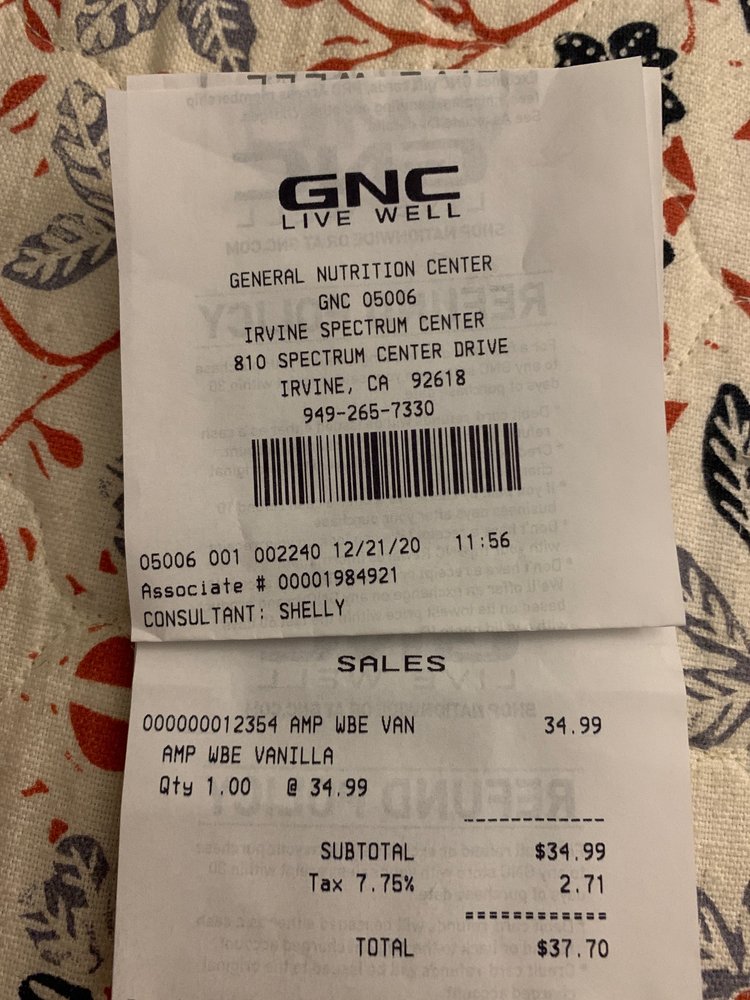 GNC
LIVE WELL
GENERAL NUTRITION CENTER
GNC 05006
IRVINE SPECTRUM CENTER
810 SPECTRUM CENTER DRIVE
IRVINE, CA 92618
949-265-7330
05006 001 002240 12/21/20 11:56
Associate # 00001984921
CONSULTANT: SHELLY
SALES
000000012354 AMP WBE VAN 34.99
AMP WBE VANILLA
Qty 1.00 @ 34.99
------------
SUBTOTAL $34.99
Tax 7.75% 2.71
============
TOTAL $37.70